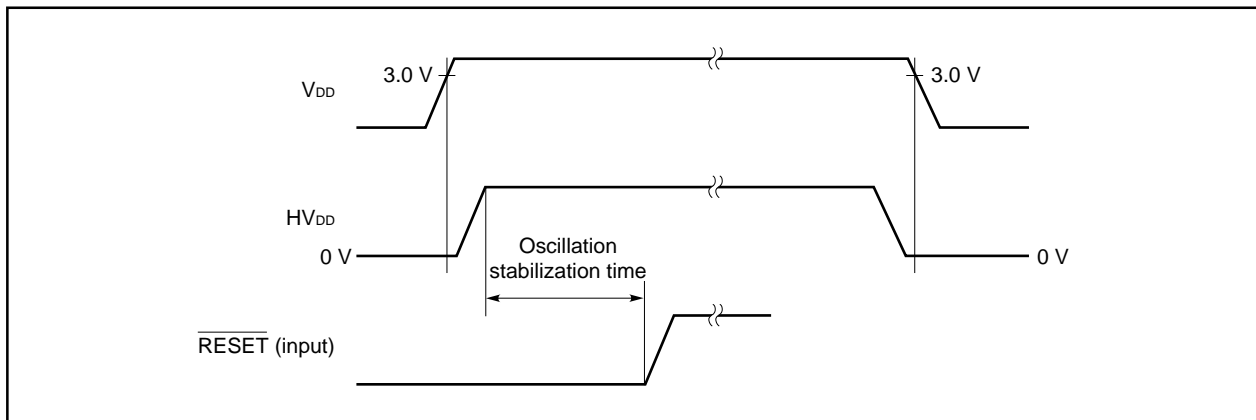 3.0 V
3.0 V
VDD
HVDD
0 V
0 V
Oscillation
stabilization time
RESET (input)